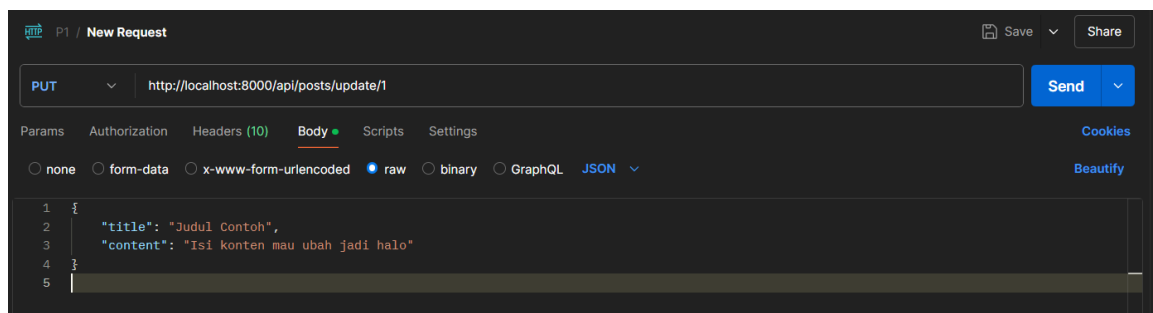 HTTP P1 / New Request Save Share
PUT http://localhost:8000/api/posts/update/1 Send
Params Authorization Headers (10) Body Scripts Settings Cookies
none form-data x-www-form-urlencoded raw binary GraphQL JSON Beautify
1 {
2 "title": "Judul Contoh",
3 "content": "Isi konten mau ubah jadi halo"
4 }
5